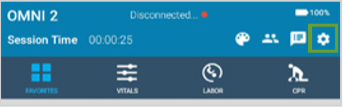 OMNI 2 Disconnected... 100%
Session Time 00:00:25
FAVORITES VITALS LABOR CPR